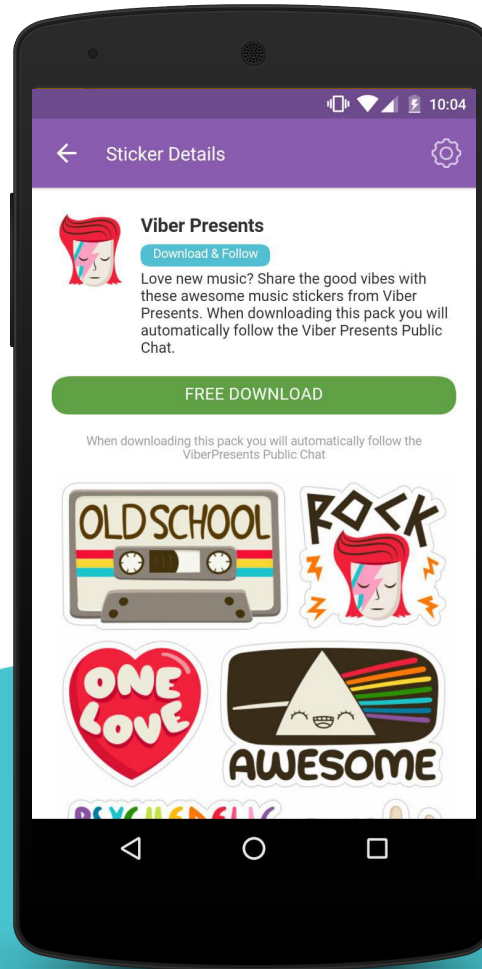 10:04
Sticker Details
Viber Presents
Download & Follow
Love new music? Share the good vibes with
these awesome music stickers from Viber
Presents. When downloading this pack you will
automatically follow the Viber Presents Public
Chat.
FREE DOWNLOAD
When downloading this pack you will automatically follow the
ViberPresents Public Chat
OLD SCHOOL
ROCK
ONE
LOVE
AWESOME
PSYCHEDELIC